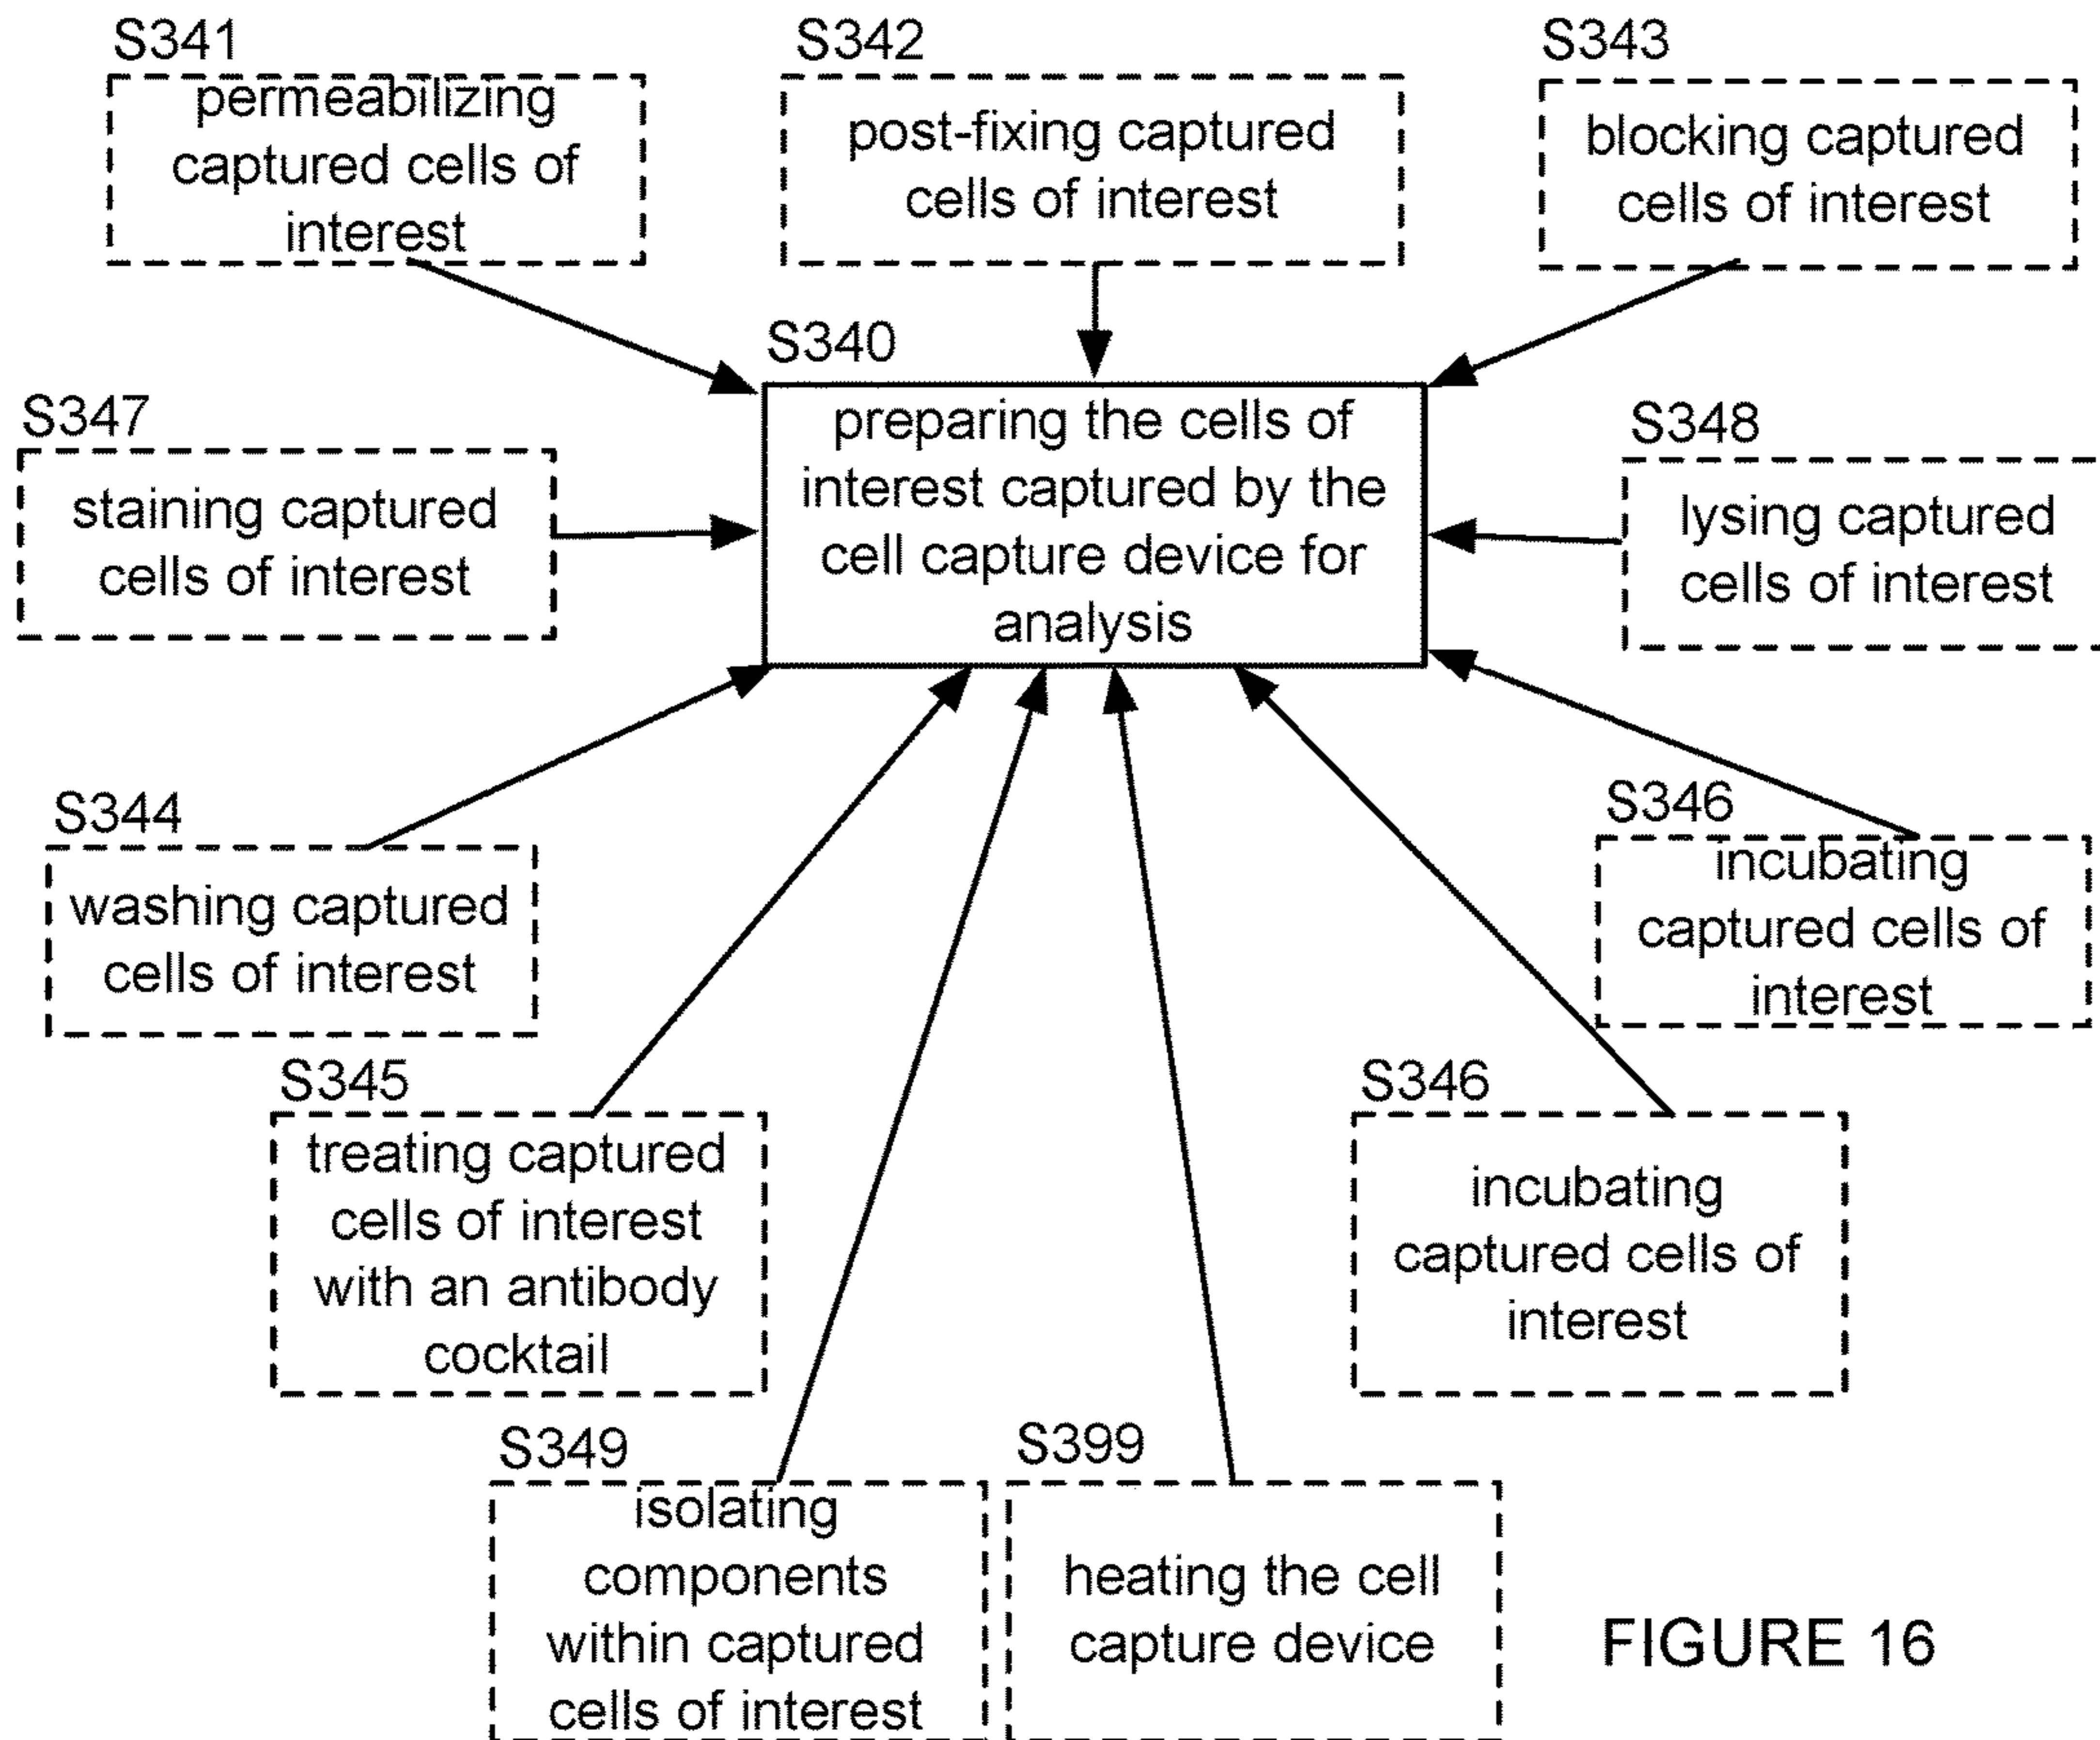 S341
permeabilizing
captured cells of
interest
S342
post-fixing captured
cells of interest
S343
blocking captured
cells of interest
S347
staining captured
cells of interest
S340
preparing the cells of
interest captured by the
cell capture device for
analysis
S348
lysing captured
cells of interest
S344
washing captured
cells of interest
S346
incubating
captured cells of
interest
S345
treating captured
cells of interest
with an antibody
cocktail
S346
incubating
captured cells of
interest
S349
isolating
components
within captured
cells of interest
S399
heating the cell
capture device
FIGURE 16